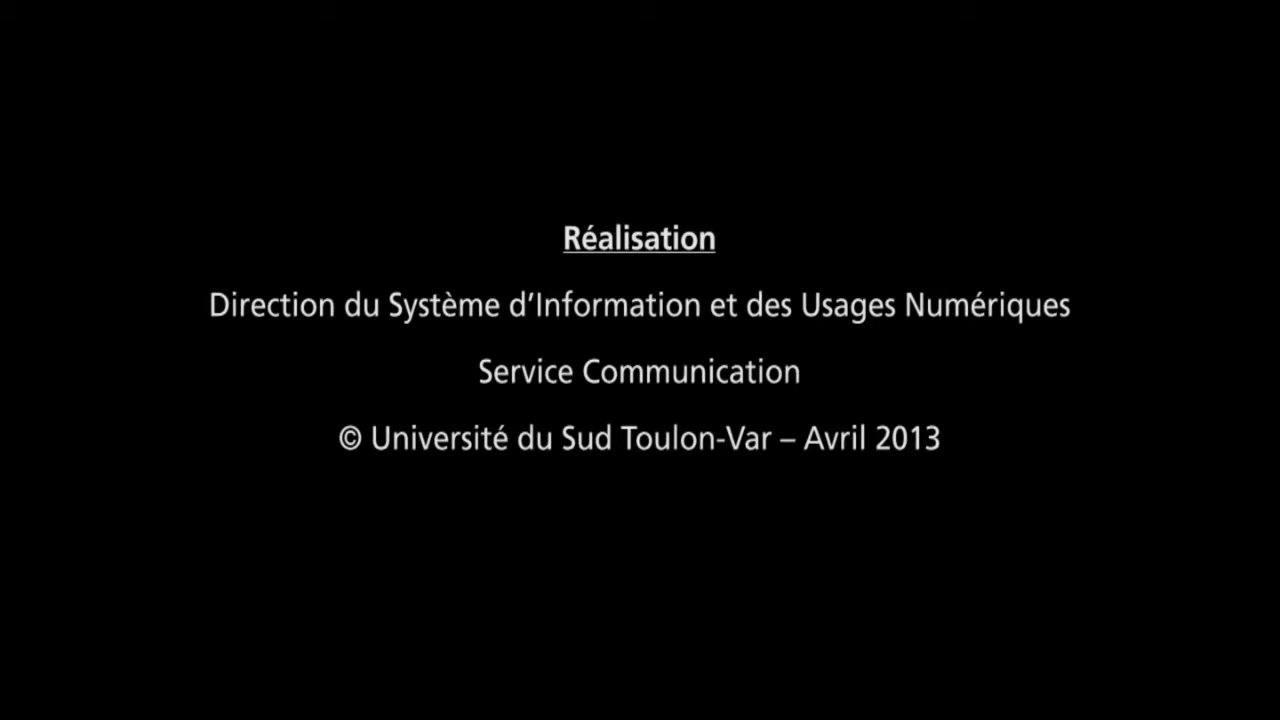 Réalisation
Direction du Système d’Information et des Usages Numériques
Service Communication
© Université du Sud Toulon-Var – Avril 2013